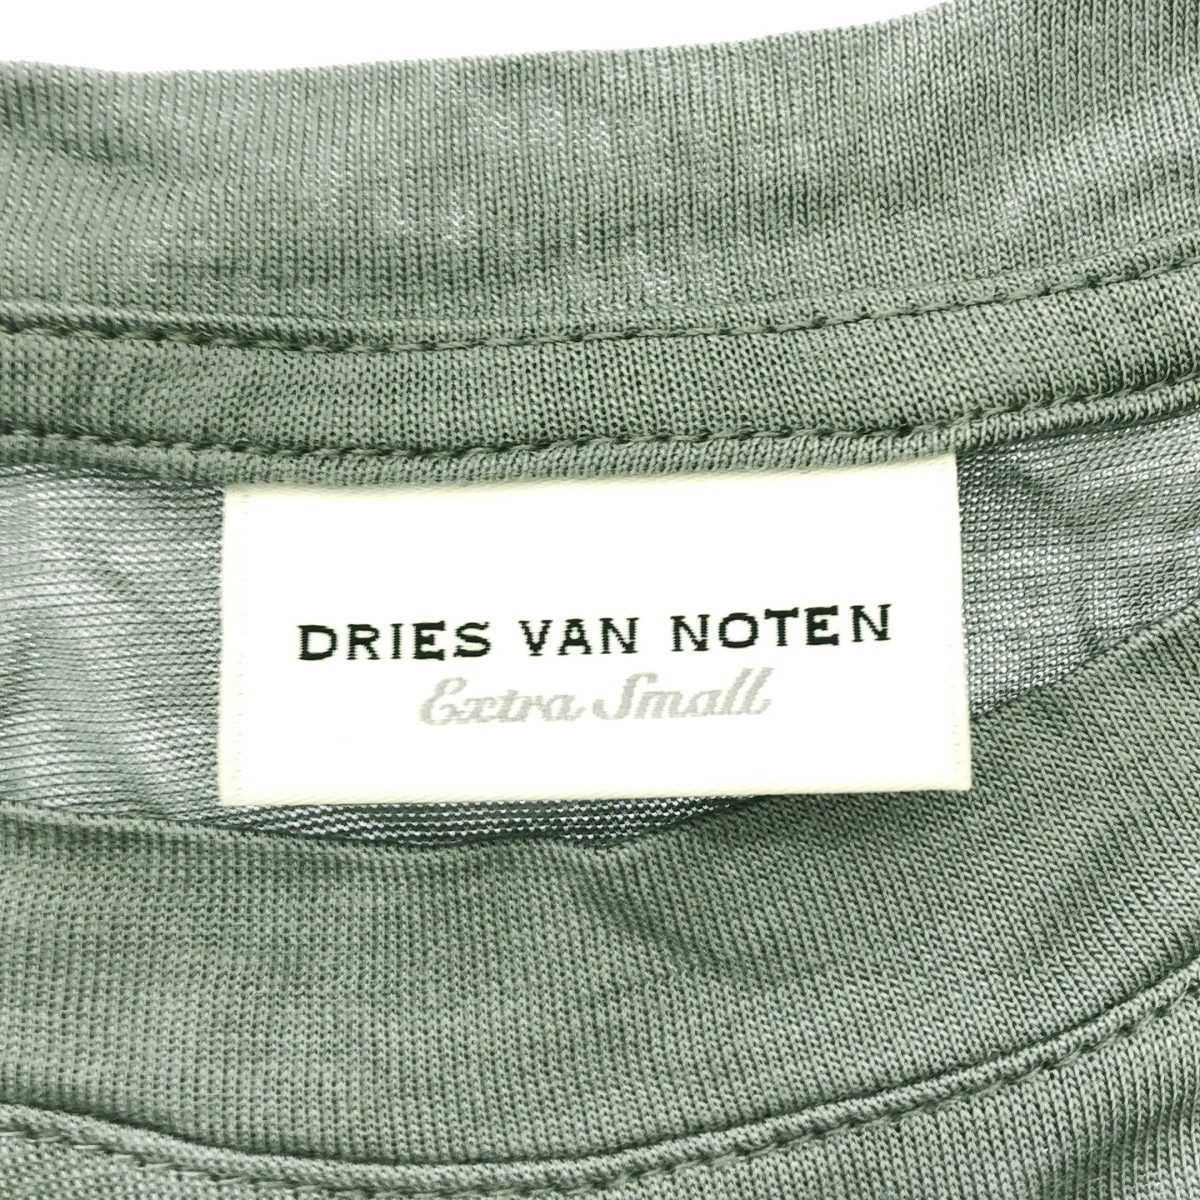 DRIES VAN NOTEN
Extra Small